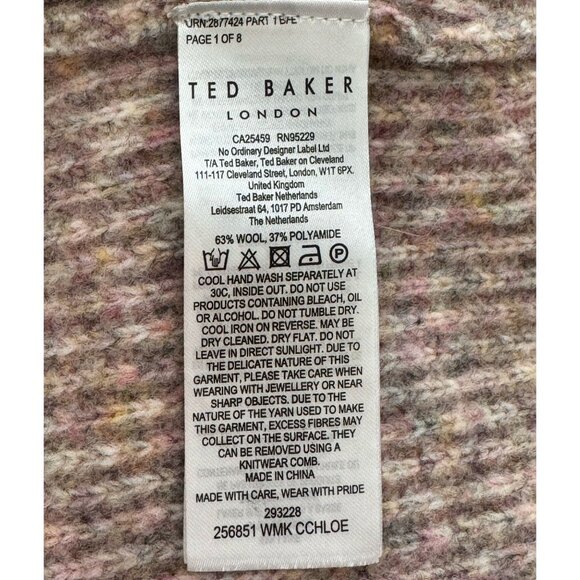 URN:2877424 PART 1
PAGE 1 OF 8
TED BAKER
LONDON
CA25459 RN95229
No Ordinary Designer Label Ltd
T/A Ted Baker, Ted Baker on Cleveland
111-117 Cleveland Street, London, W1T 6PX.
United Kingdom
Ted Baker Netherlands
Leidsestraat 64, 1017 PD Amsterdam
The Netherlands
63% WOOL, 37% POLYAMIDE
P
COOL HAND WASH SEPARATELY AT
30C, INSIDE OUT. DO NOT USE
PRODUCTS CONTAINING BLEACH, OIL
OR ALCOHOL. DO NOT TUMBLE DRY.
COOL IRON ON REVERSE. MAY BE
DRY CLEANED. DRY FLAT. DO NOT
LEAVE IN DIRECT SUNLIGHT. DUE TO
THE DELICATE NATURE OF THIS
GARMENT, PLEASE TAKE CARE WHEN
WEARING WITH JEWELLERY OR NEAR
SHARP OBJECTS. DUE TO THE
NATURE OF THE YARN USED TO MAKE
THIS GARMENT, EXCESS FIBRES MAY
COLLECT ON THE SURFACE. THEY
CAN BE REMOVED USING A
KNITWEAR COMB.
MADE IN CHINA
MADE WITH CARE, WEAR WITH PRIDE
293228
256851 WMK CCHLOE